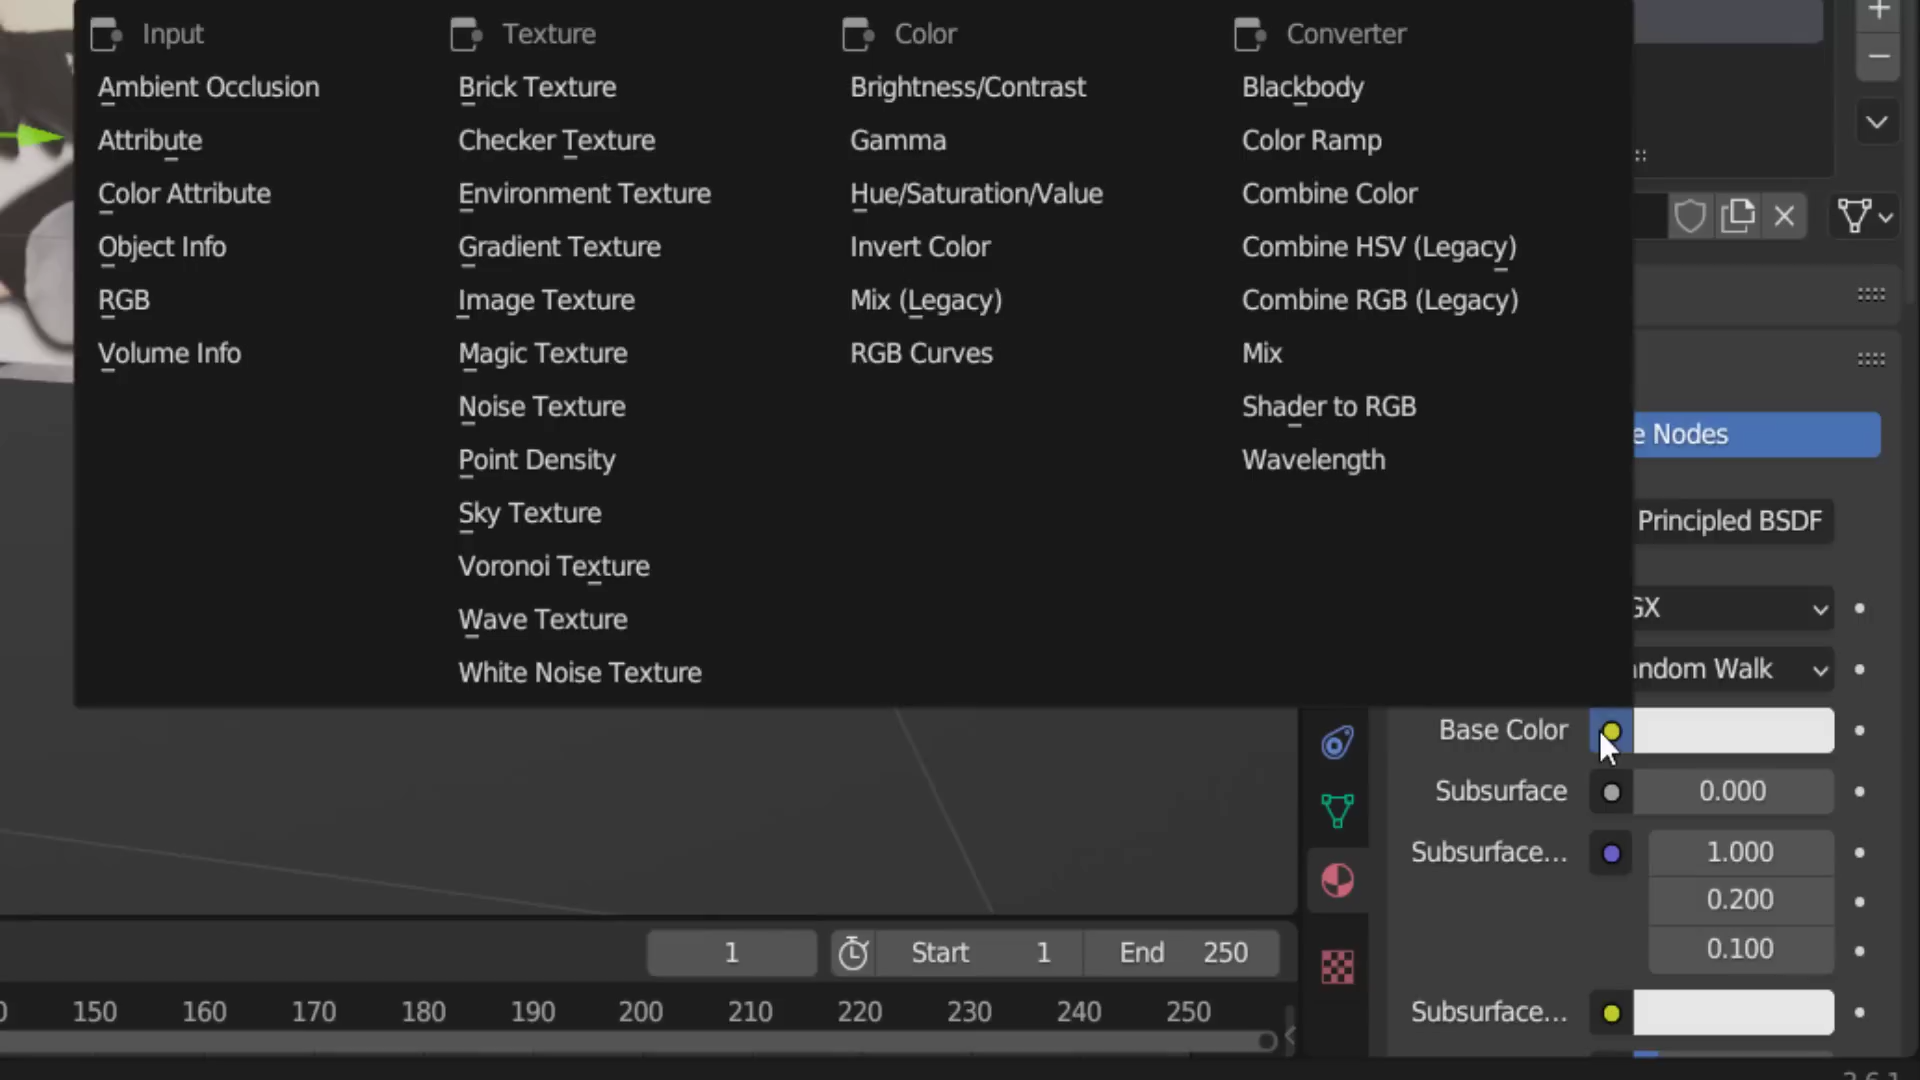 Input
Ambient Occlusion
Attribute
Color Attribute
Object Info
RGB
Volume Info
Texture
Brick Texture
Checker Texture
Environment Texture
Gradient Texture
Image Texture
Magic Texture
Noise Texture
Point Density
Sky Texture
Voronoi Texture
Wave Texture
White Noise Texture
Color
Brightness/Contrast
Gamma
Hue/Saturation/Value
Invert Color
Mix (Legacy)
RGB Curves
Converter
Blackbody
Color Ramp
Combine Color
Combine HSV (Legacy)
Combine RGB (Legacy)
Mix
Shader to RGB
Wavelength
e Nodes
Principled BSDF
GX
andom Walk
Base Color
Subsurface 0.000
Subsurface... 1.000
0.200
0.100
Subsurface...
1 Start 1 End 250
150 160 170 180 190 200 210 220 230 240 250